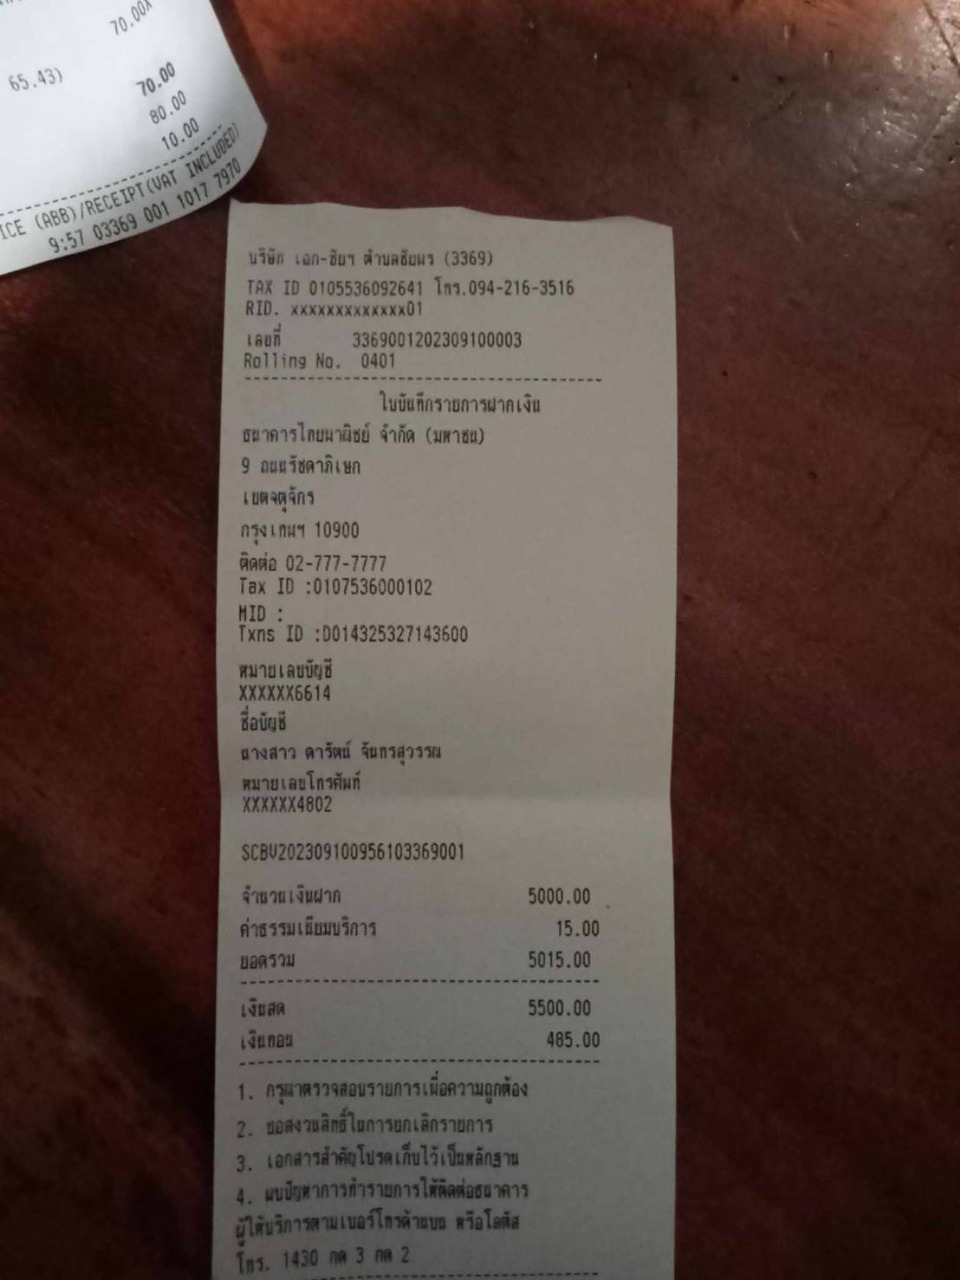 70.00
65.43)
70.00
80.00
10.00
ICE (ABB)/RECEIPT(VAT INCLUDED)
9:57 03369 001 1017 7970
บริษัท เอก-ชัยฯ ตำบลชัยพร (3369)
TAX ID 0105536092641 โทร.094-216-3516
RID. xxxxxxxxxxxxx01
เลขที่ 3369001202309100003
Rolling No. 0401
ใบบันทึกรายการฝากเงิน
ธนาคารไทยพาณิชย์ จำกัด (มหาชน)
9 ถนนรัชดาภิเษก
เขตจตุจักร
กรุงเทพฯ 10900
ติดต่อ 02-777-7777
Tax ID :0107536000102
MID :
Txns ID :D014325327143600
หมายเลขบัญชี
XXXXXX6614
ชื่อบัญชี
นางสาว ดารัตน์ จันทรสุวรรณ
หมายเลขโทรศัพท์
XXXXXX4802
SCBV202309100956103369001
จำนวนเงินฝาก 5000.00
ค่าธรรมเนียมบริการ 15.00
ยอดรวม 5015.00
เงินสด 5500.00
เงินทอน 485.00
1. กรุณาตรวจสอบรายการเพื่อความถูกต้อง
2. ขอสงวนสิทธิ์ในการยกเลิกรายการ
3. เอกสารสำคัญโปรดเก็บไว้เป็นหลักฐาน
4. พบปัญหาการทำรายการให้ติดต่อธนาคาร
ผู้ให้บริการตามเบอร์โทรด้านบน หรือโลตัส
โทร. 1430 กด 3 กด 2